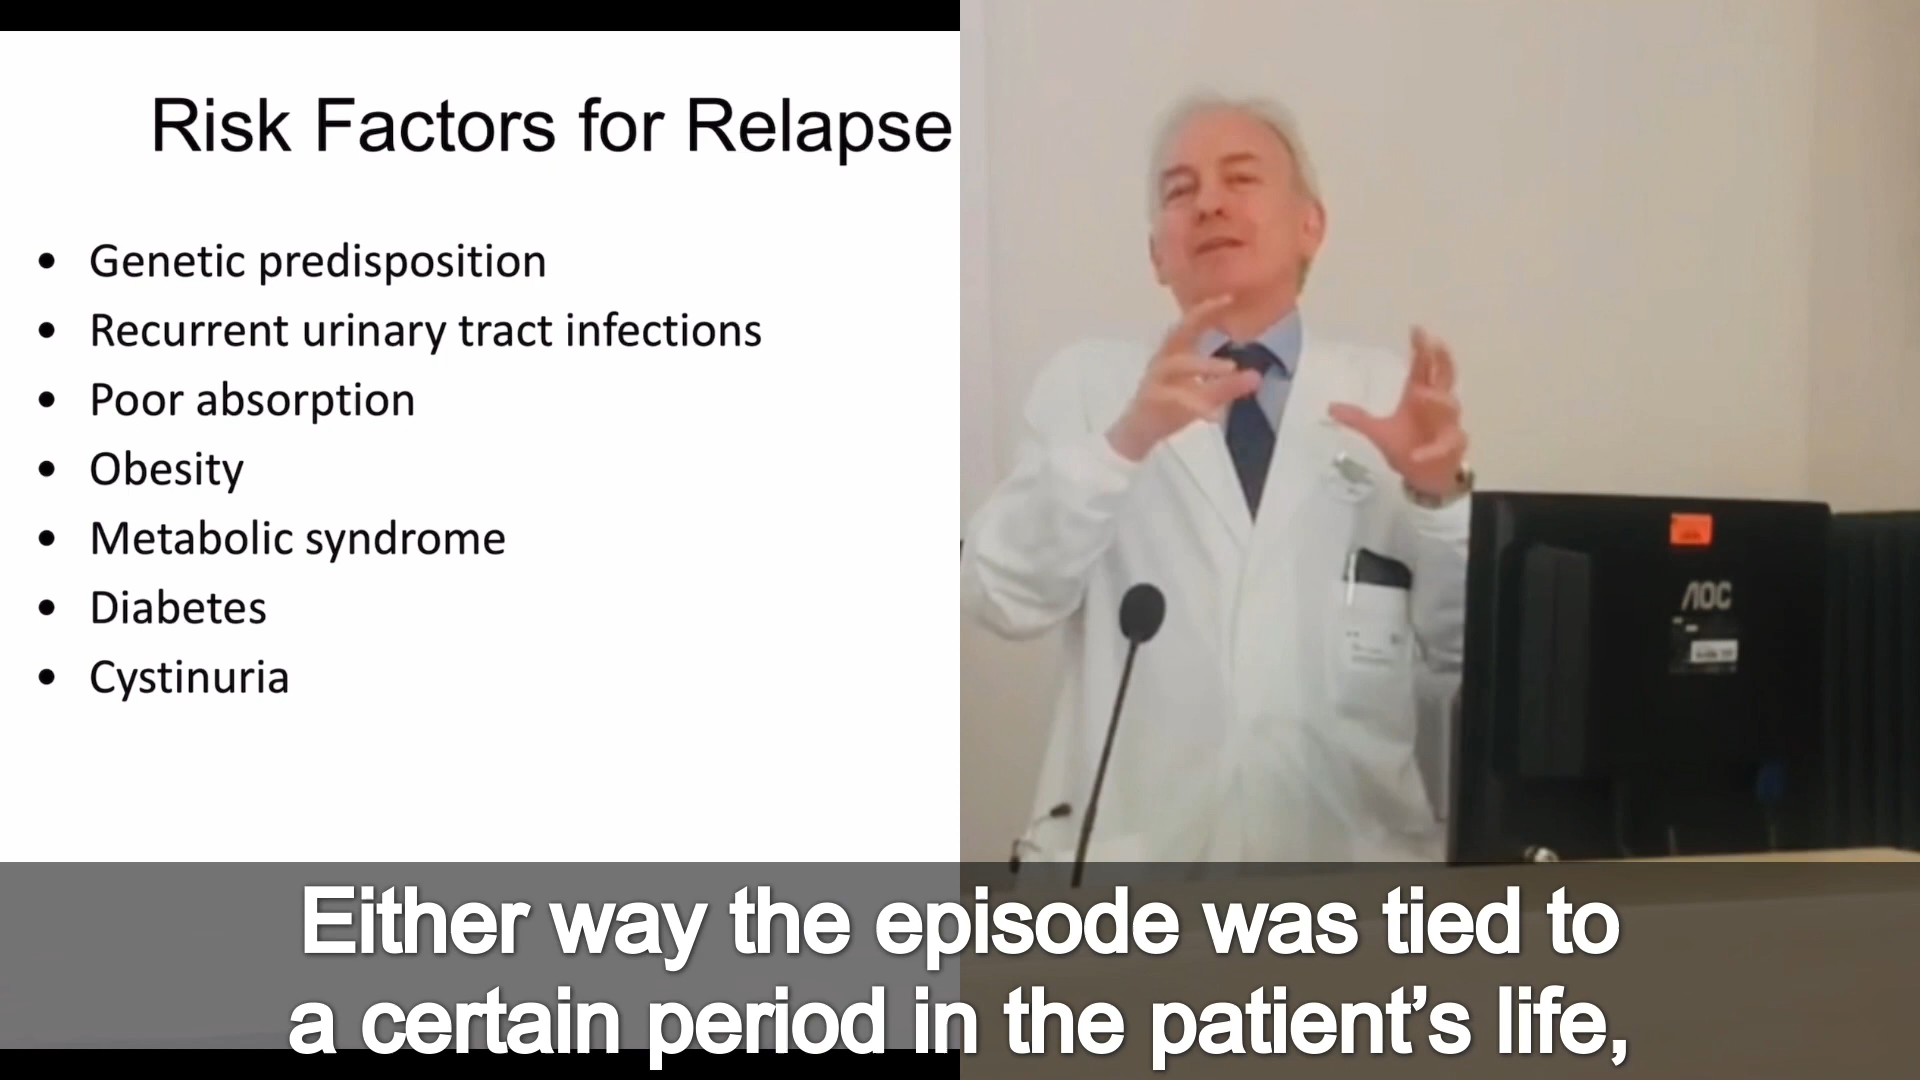 Risk Factors for Relapse
• Genetic predisposition
• Recurrent urinary tract infections
• Poor absorption
• Obesity
• Metabolic syndrome
• Diabetes
• Cystinuria
AOC
Either way the episode was tied to
a certain period in the patient’s life,